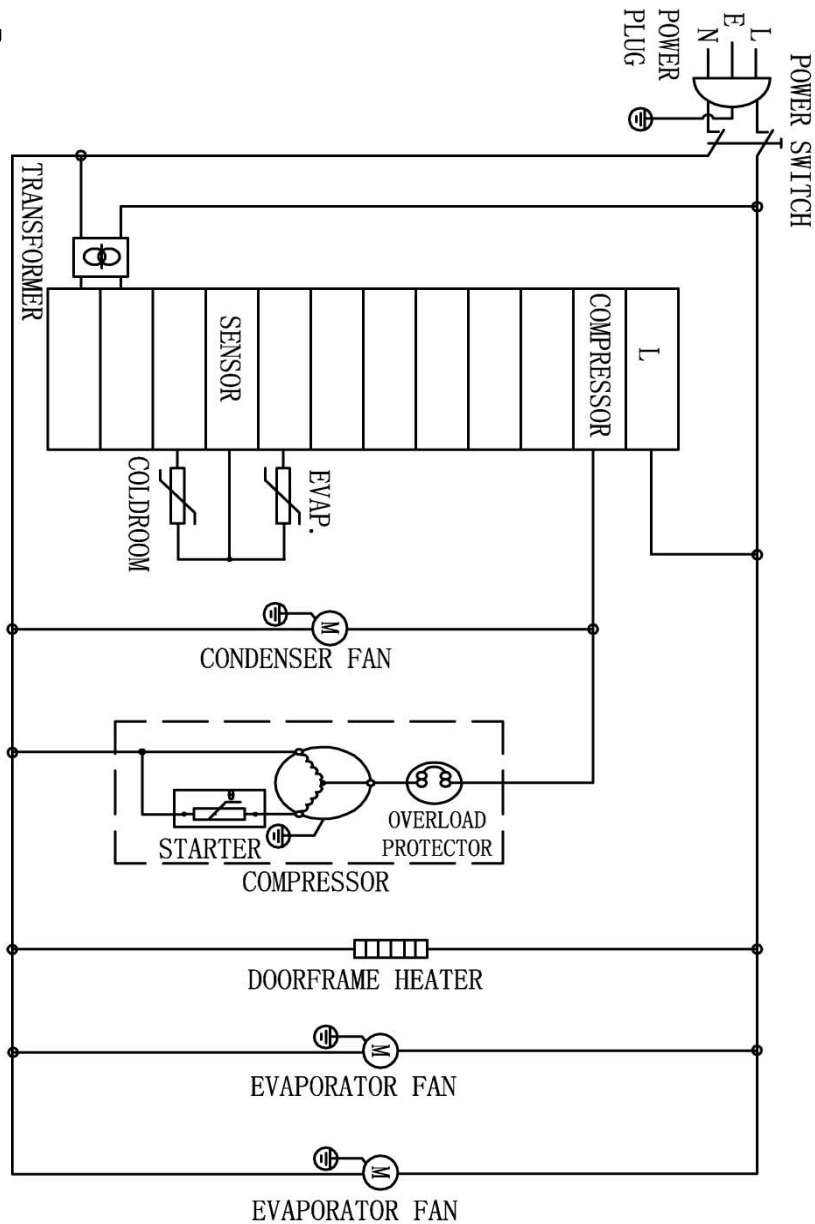 L
E
N
POWER
PLUG
POWER SWITCH
TRANSFORMER
SENSOR
COMPRESSOR
L
COLDROOM
EVAP.
M
CONDENSER FAN
θ
STARTER
OVERLOAD
PROTECTOR
COMPRESSOR
DOORFRAME HEATER
M
EVAPORATOR FAN
M
EVAPORATOR FAN